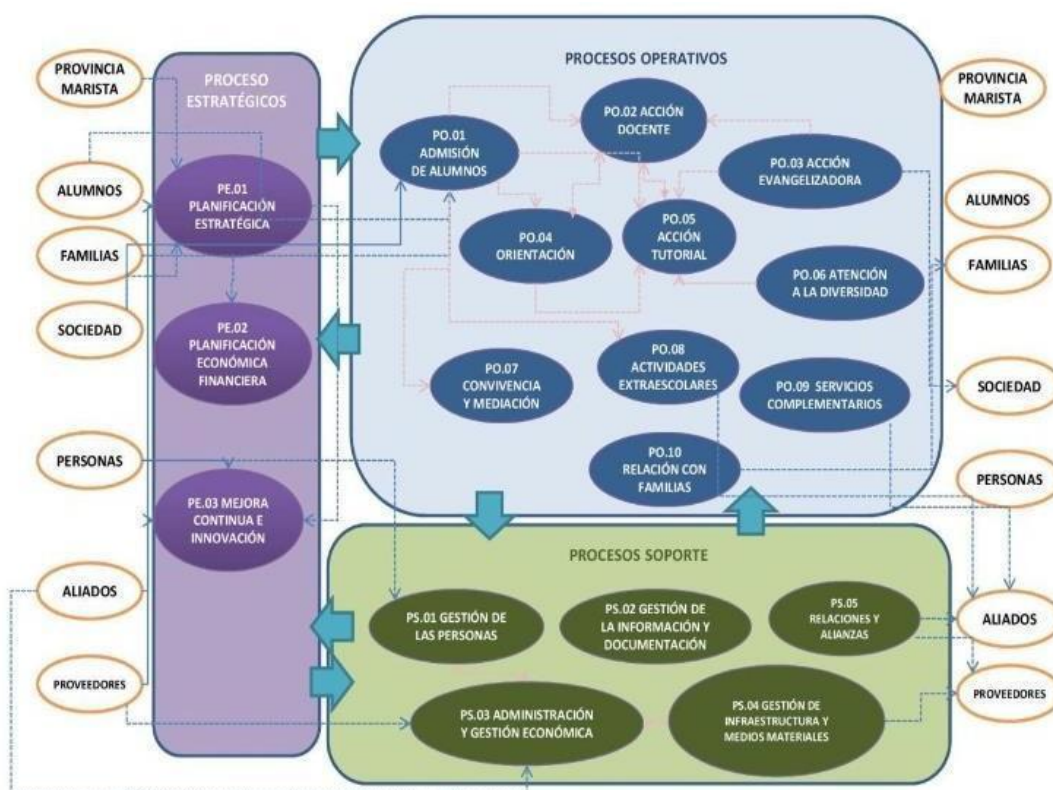 PROVINCIA
MARISTA
ALUMNOS
FAMILIAS
SOCIEDAD
PERSONAS
ALIADOS
PROVEEDORES
PROCESO
ESTRATÉGICOS
PE.01
PLANIFICACIÓN
ESTRATÉGICA
PE.02
PLANIFICACIÓN
ECONÓMICA
FINANCIERA
PE.03 MEJORA
CONTINUA E
INNOVACIÓN
PROCESOS OPERATIVOS
PO.01
ADMISIÓN
DE ALUMNOS
PO.02 ACCIÓN
DOCENTE
PO.03 ACCIÓN
EVANGELIZADORA
PO.04
ORIENTACIÓN
PO.05
ACCIÓN
TUTORIAL
PO.06 ATENCIÓN
A LA DIVERSIDAD
PO.07
CONVIVENCIA
Y MEDIACIÓN
PO.08
ACTIVIDADES
EXTRAESCOLARES
PO.09 SERVICIOS
COMPLEMENTARIOS
PO.10
RELACIÓN CON
FAMILIAS
PROCESOS SOPORTE
PS.01 GESTIÓN DE
LAS PERSONAS
PS.02 GESTIÓN DE
LA INFORMACIÓN Y
DOCUMENTACIÓN
PS.05
RELACIONES Y
ALIANZAS
PS.03 ADMINISTRACIÓN
Y GESTIÓN ECONÓMICA
PS.04 GESTIÓN DE
INFRAESTRUCTURA Y
MEDIOS MATERIALES
PROVINCIA
MARISTA
ALUMNOS
FAMILIAS
SOCIEDAD
PERSONAS
ALIADOS
PROVEEDORES